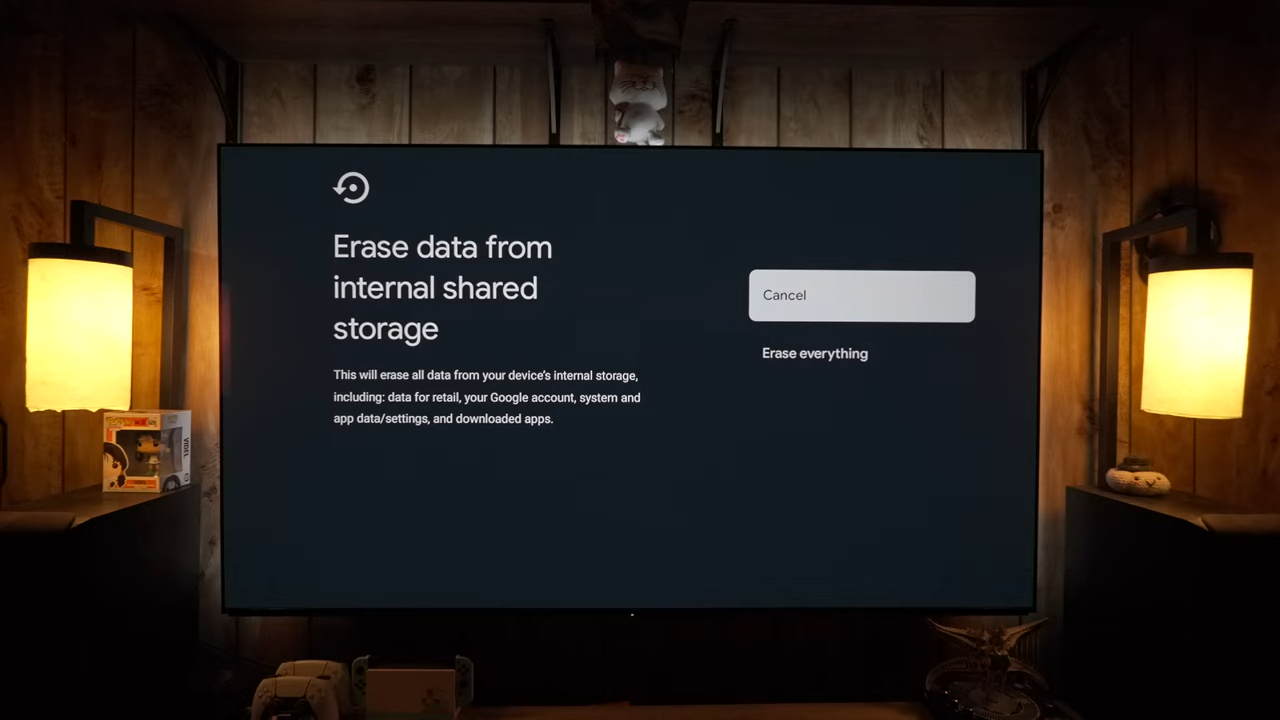 Erase data from
internal shared
storage
This will erase all data from your device's internal storage,
including: data for retail, your Google account, system and
app data/settings, and downloaded apps.
Cancel
Erase everything
VIDEL